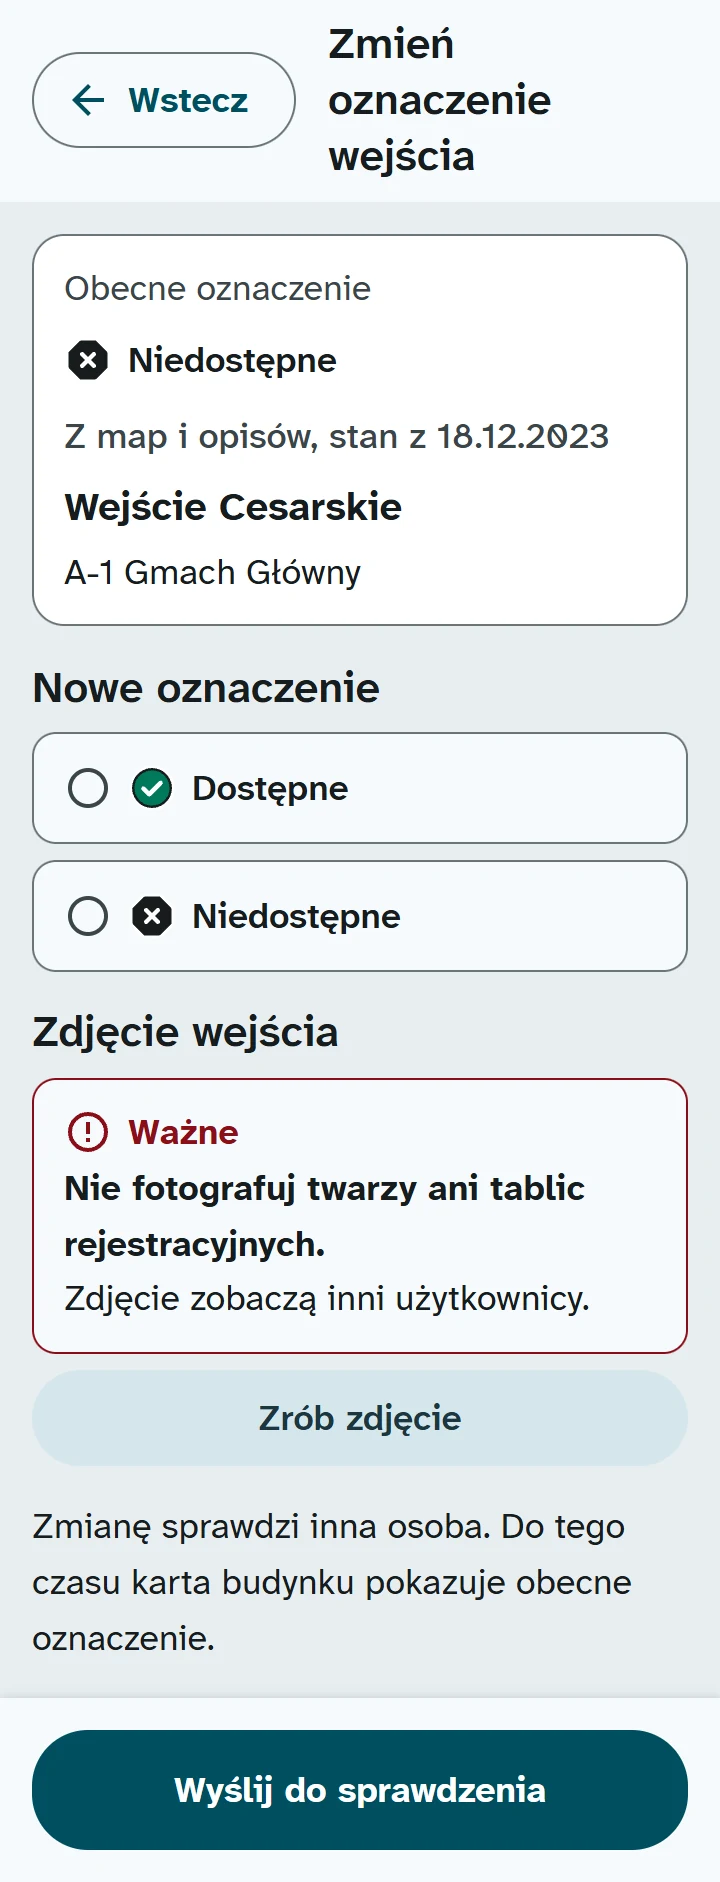 Wstecz
Zmień
oznaczenie
wejścia
Obecne oznaczenie
Niedostępne
Z map i opisów, stan z 18.12.2023
Wejście Cesarskie
A-1 Gmach Główny
Nowe oznaczenie
Dostępne
Niedostępne
Zdjęcie wejścia
Ważne
Nie fotografuj twarzy ani tablic
rejestracyjnych.
Zdjęcie zobaczą inni użytkownicy.
Zrób zdjęcie
Zmianę sprawdzi inna osoba. Do tego
czasu karta budynku pokazuje obecne
oznaczenie.
Wyślij do sprawdzenia